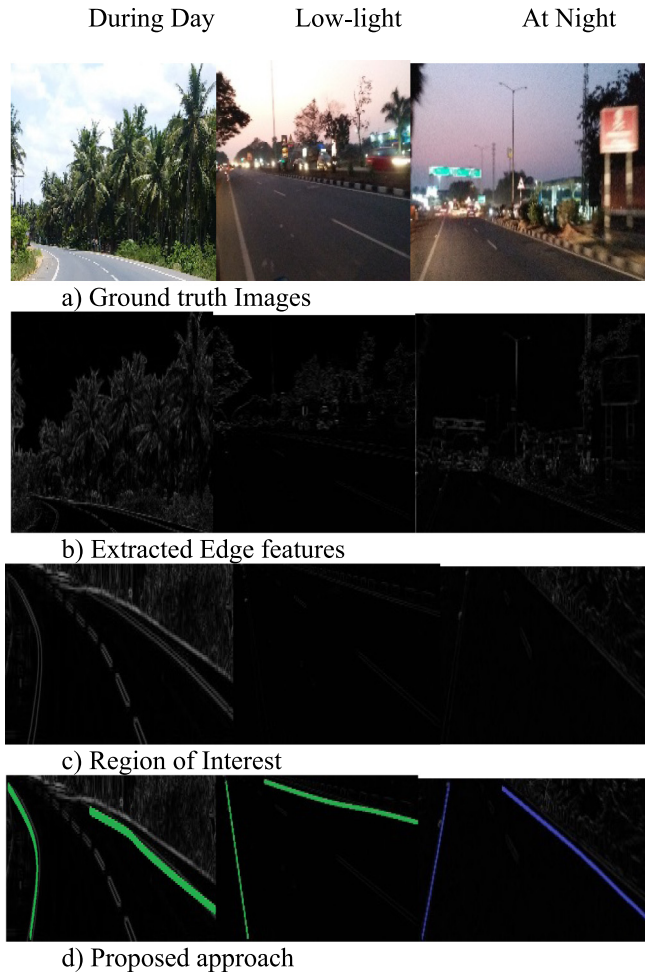 During Day Low-light At Night
a) Ground truth Images
b) Extracted Edge features
c) Region of Interest
d) Proposed approach